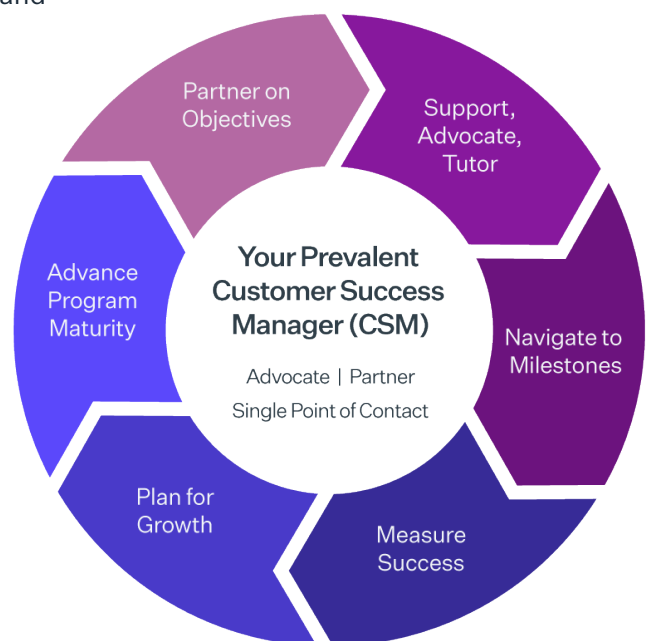 and
Partner on
Objectives
Support,
Advocate,
Tutor
Navigate to
Milestones
Measure
Success
Plan for
Growth
Advance
Program
Maturity
Your Prevalent
Customer Success
Manager (CSM)
Advocate | Partner
Single Point of Contact